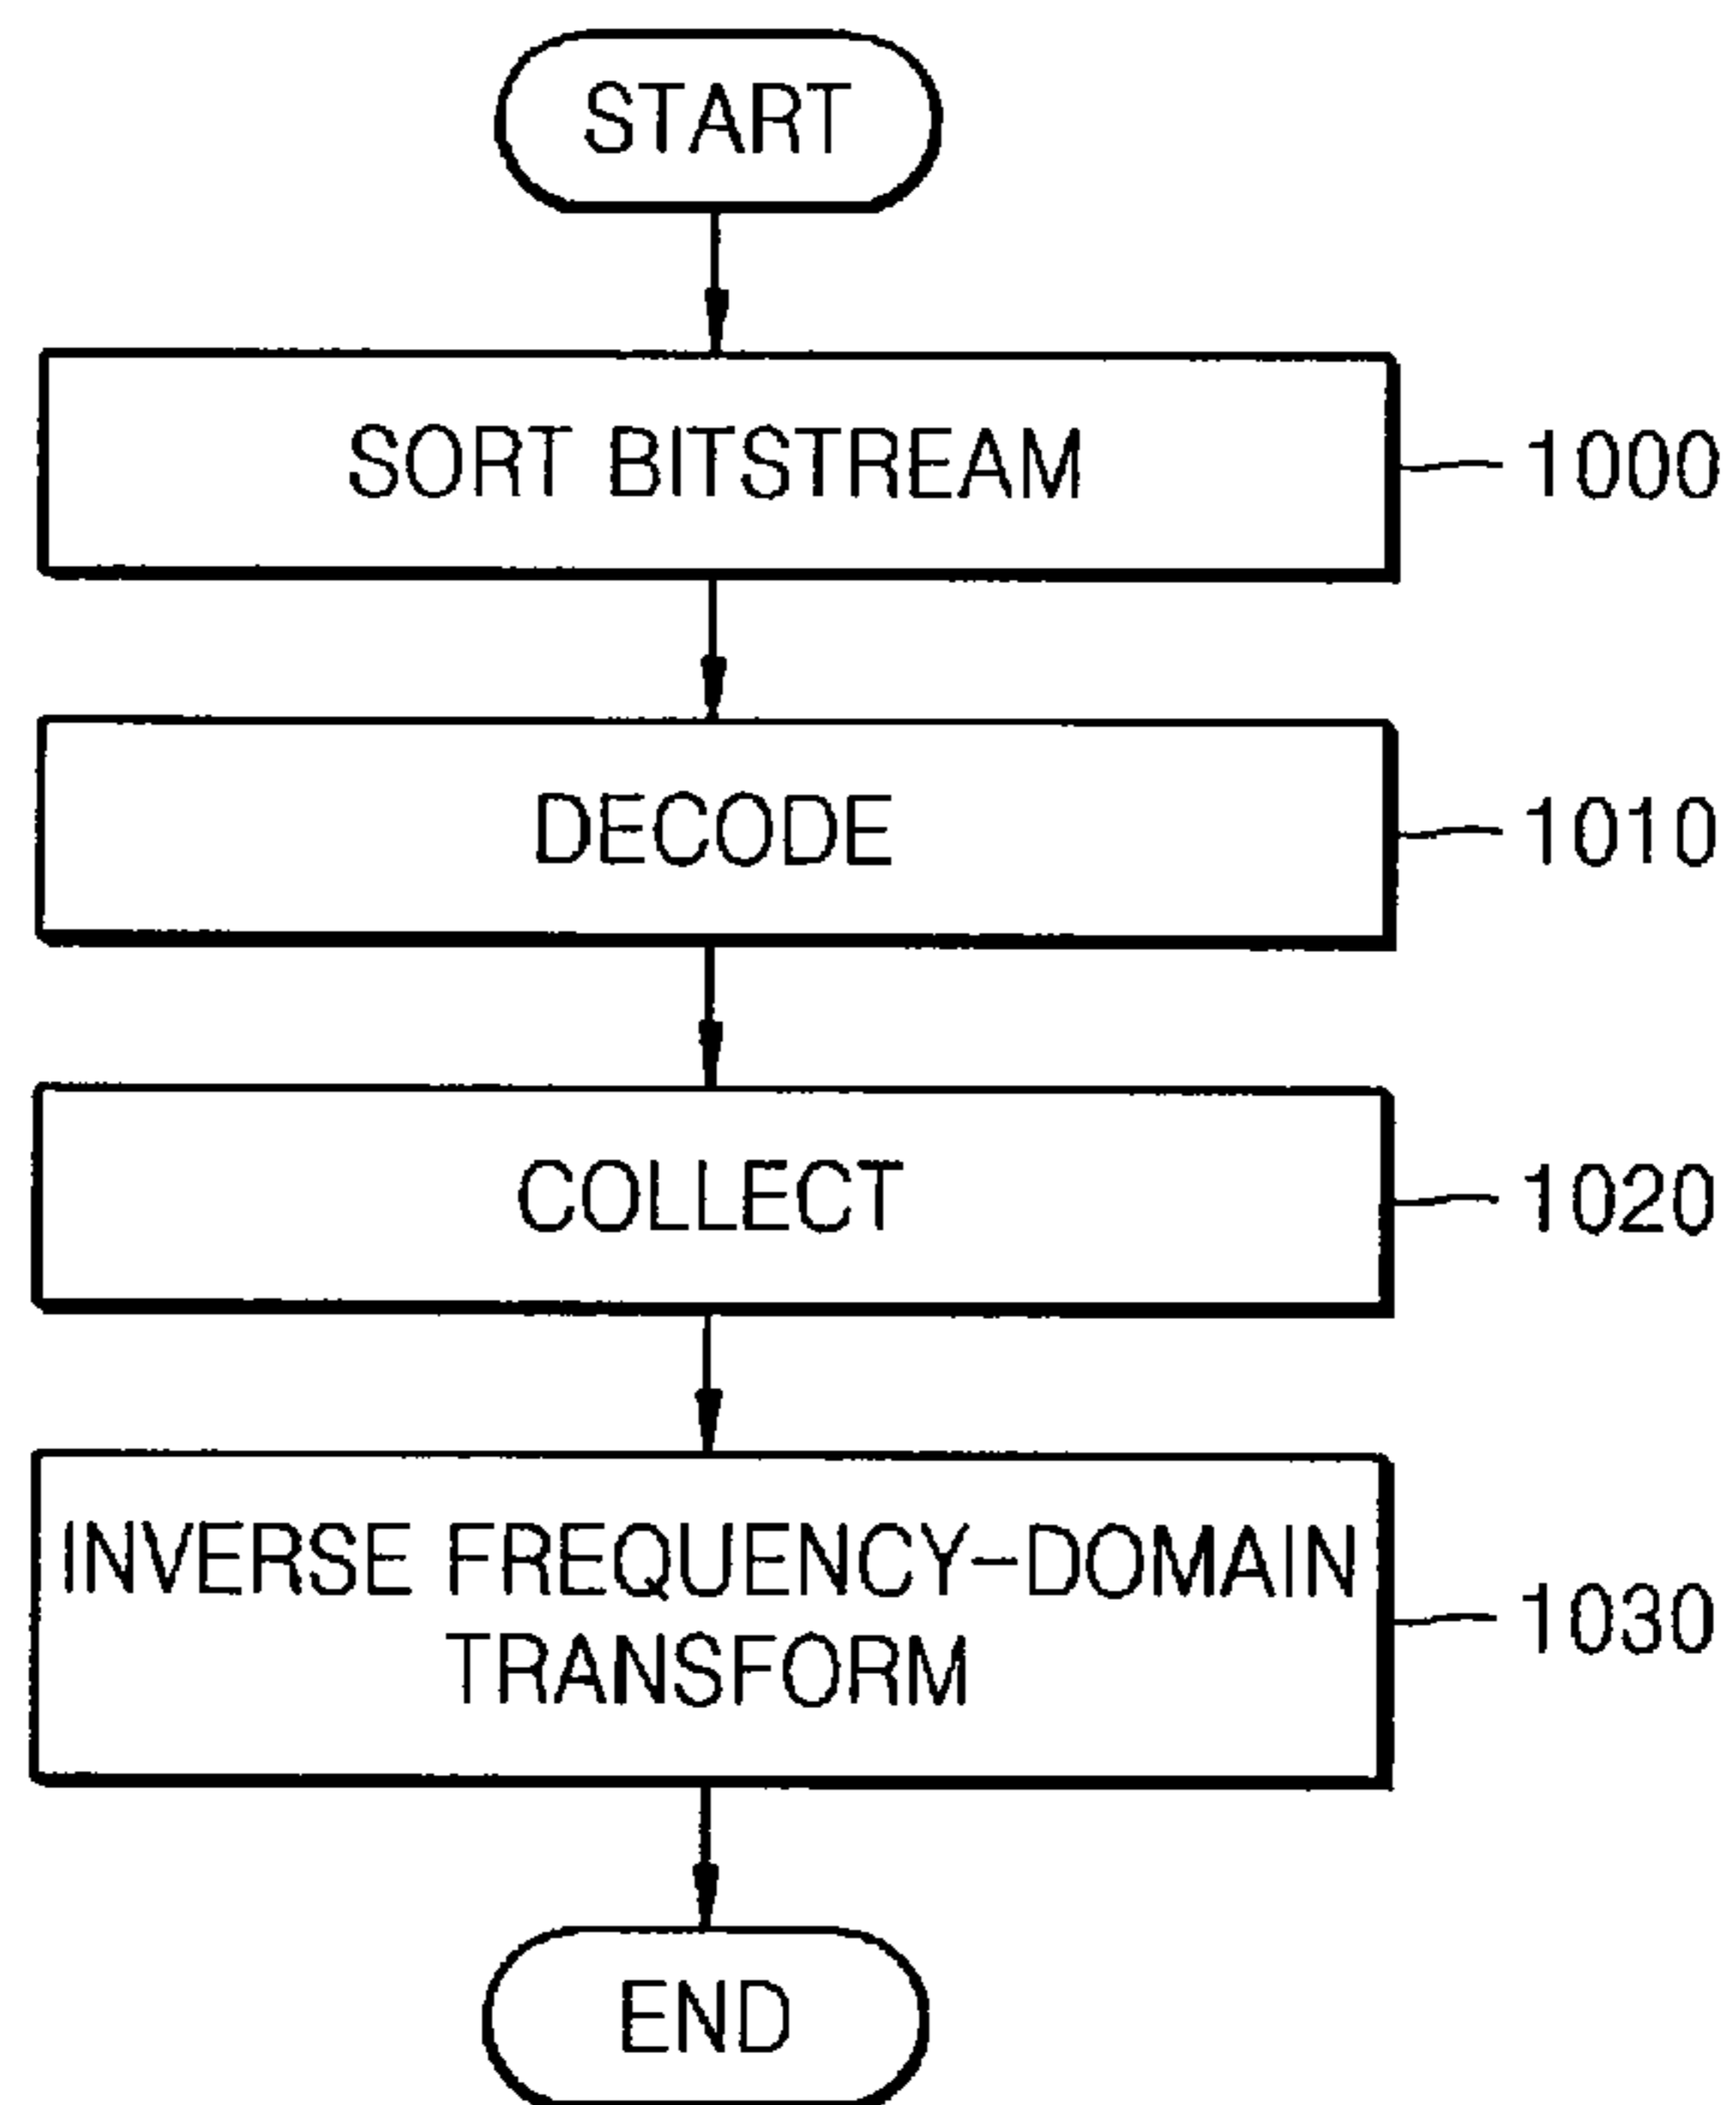 START
SORT BITSTREAM
1000
DECODE
1010
COLLECT
1020
INVERSE FREQUENCY-DOMAIN
TRANSFORM
1030
END